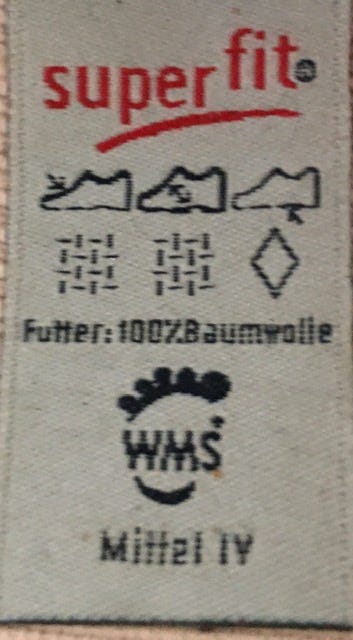 superfit®
Futter: 100% Baumwolle
WMS
Mittel IV